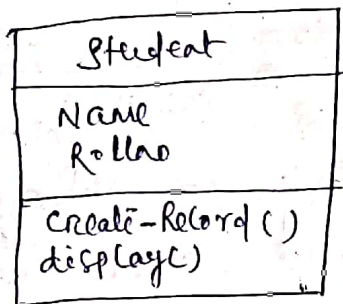 Student
Name
Rollno
Create-Record()
display()